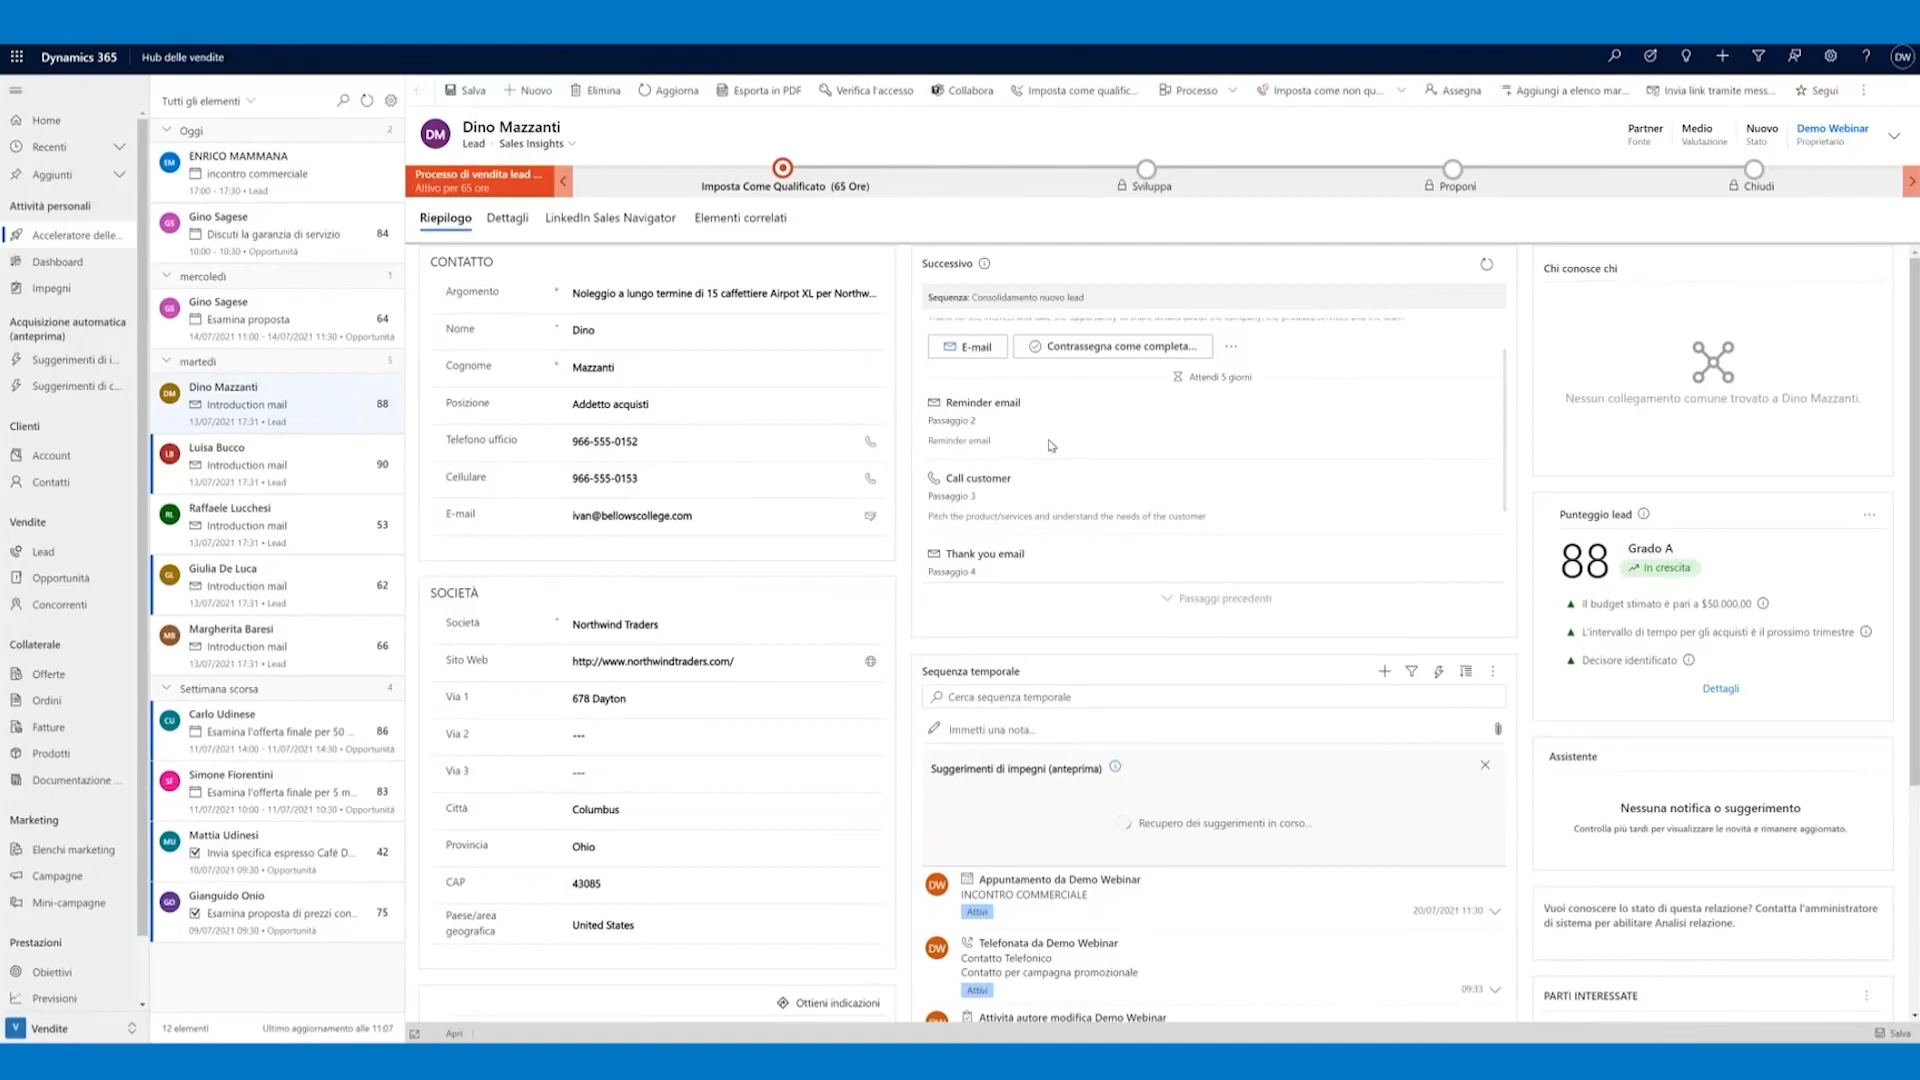 Dynamics 365
Hub delle vendite
DW
Home
Recenti
Aggiunti
Attività personali
Acceleratore delle...
Dashboard
Impegni
Acquisizione automatica
(anteprima)
Suggerimenti di i...
Suggerimenti di c...
Clienti
Account
Contatti
Vendite
Lead
Opportunità
Concorrenti
Collaterale
Offerte
Ordini
Fatture
Prodotti
Documentazione ...
Marketing
Elenchi marketing
Campagne
Mini-campagne
Prestazioni
Obiettivi
Previsioni
V Vendite
Tutti gli elementi
Oggi 2
EM ENRICO MAMMANA
incontro commerciale
17:00 - 17:30 • Lead
GS Gino Sagese
Discuti la garanzia di servizio 84
10:00 - 10:30 • Opportunità
mercoledì 1
GS Gino Sagese
Esamina proposta 64
14/07/2021 11:00 - 14/07/2021 11:30 • Opportunità
martedì 5
DM Dino Mazzanti
Introduction mail 88
13/07/2021 17:31 • Lead
LB Luisa Bucco
Introduction mail 90
13/07/2021 17:31 • Lead
RL Raffaele Lucchesi
Introduction mail 53
13/07/2021 17:31 • Lead
GL Giulia De Luca
Introduction mail 62
13/07/2021 17:31 • Lead
MB Margherita Baresi
Introduction mail 66
13/07/2021 17:31 • Lead
Settimana scorsa 4
CU Carlo Udinese
Esamina l'offerta finale per 50 ... 86
11/07/2021 14:00 - 11/07/2021 14:30 • Opportunità
SF Simone Fiorentini
Esamina l'offerta finale per 5 m... 83
11/07/2021 10:00 - 11/07/2021 10:30 • Opportunità
MU Mattia Udinesi
Invia specifica espresso Café D... 42
10/07/2021 09:30 • Opportunità
GO Gianguido Onio
Esamina proposta di prezzi con... 75
09/07/2021 09:30 • Opportunità
12 elementi Ultimo aggiornamento alle 11:07
Salva Nuovo Elimina Aggiorna Esporta in PDF Verifica l'accesso Collabora Imposta come qualific... Processo Imposta come non qu... Assegna Aggiungi a elenco mar... Invia link tramite mess... Segui
DM Dino Mazzanti
Lead · Sales Insights
Partner
Fonte
Medio
Valutazione
Nuovo
Stato
Demo Webinar
Proprietario
Processo di vendita lead ...
Attivo per 65 ore
Imposta Come Qualificato (65 Ore)
Sviluppa
Proponi
Chiudi
Riepilogo Dettagli LinkedIn Sales Navigator Elementi correlati
CONTATTO
Argomento * Noleggio a lungo termine di 15 caffettiere Airpot XL per Northw...
Nome * Dino
Cognome * Mazzanti
Posizione Addetto acquisti
Telefono ufficio 966-555-0152
Cellulare 966-555-0153
E-mail ivan@bellowscollege.com
SOCIETÀ
Società * Northwind Traders
Sito Web http://www.northwindtraders.com/
Via 1 678 Dayton
Via 2 ---
Via 3 ---
Città Columbus
Provincia Ohio
CAP 43085
Paese/area
geografica United States
Ottieni indicazioni
Successivo
Sequenza: Consolidamento nuovo lead
E-mail Contrassegna come completa... ...
Attendi 5 giorni
Reminder email
Passaggio 2
Reminder email
Call customer
Passaggio 3
Pitch the product/services and understand the needs of the customer
Thank you email
Passaggio 4
Passaggi precedenti
Sequenza temporale
Cerca sequenza temporale
Immetti una nota...
Suggerimenti di impegni (anteprima)
Recupero dei suggerimenti in corso...
DW Appuntamento da Demo Webinar
INCONTRO COMMERCIALE
Attivi 20/07/2021 11:30
DW Telefonata da Demo Webinar
Contatto Telefonico
Contatto per campagna promozionale
Attivi 09:33
Attività autore modifica Demo Webinar
Chi conosce chi
Nessun collegamento comune trovato a Dino Mazzanti.
Punteggio lead
88 Grado A
In crescita
Il budget stimato è pari a $50.000,00
L'intervallo di tempo per gli acquisti è il prossimo trimestre
Decisore identificato
Dettagli
Assistente
Nessuna notifica o suggerimento
Controlla più tardi per visualizzare le novità e rimanere aggiornato.
Vuoi conoscere lo stato di questa relazione? Contatta l'amministratore
di sistema per abilitare Analisi relazione.
PARTI INTERESSATE
Apri
Salva